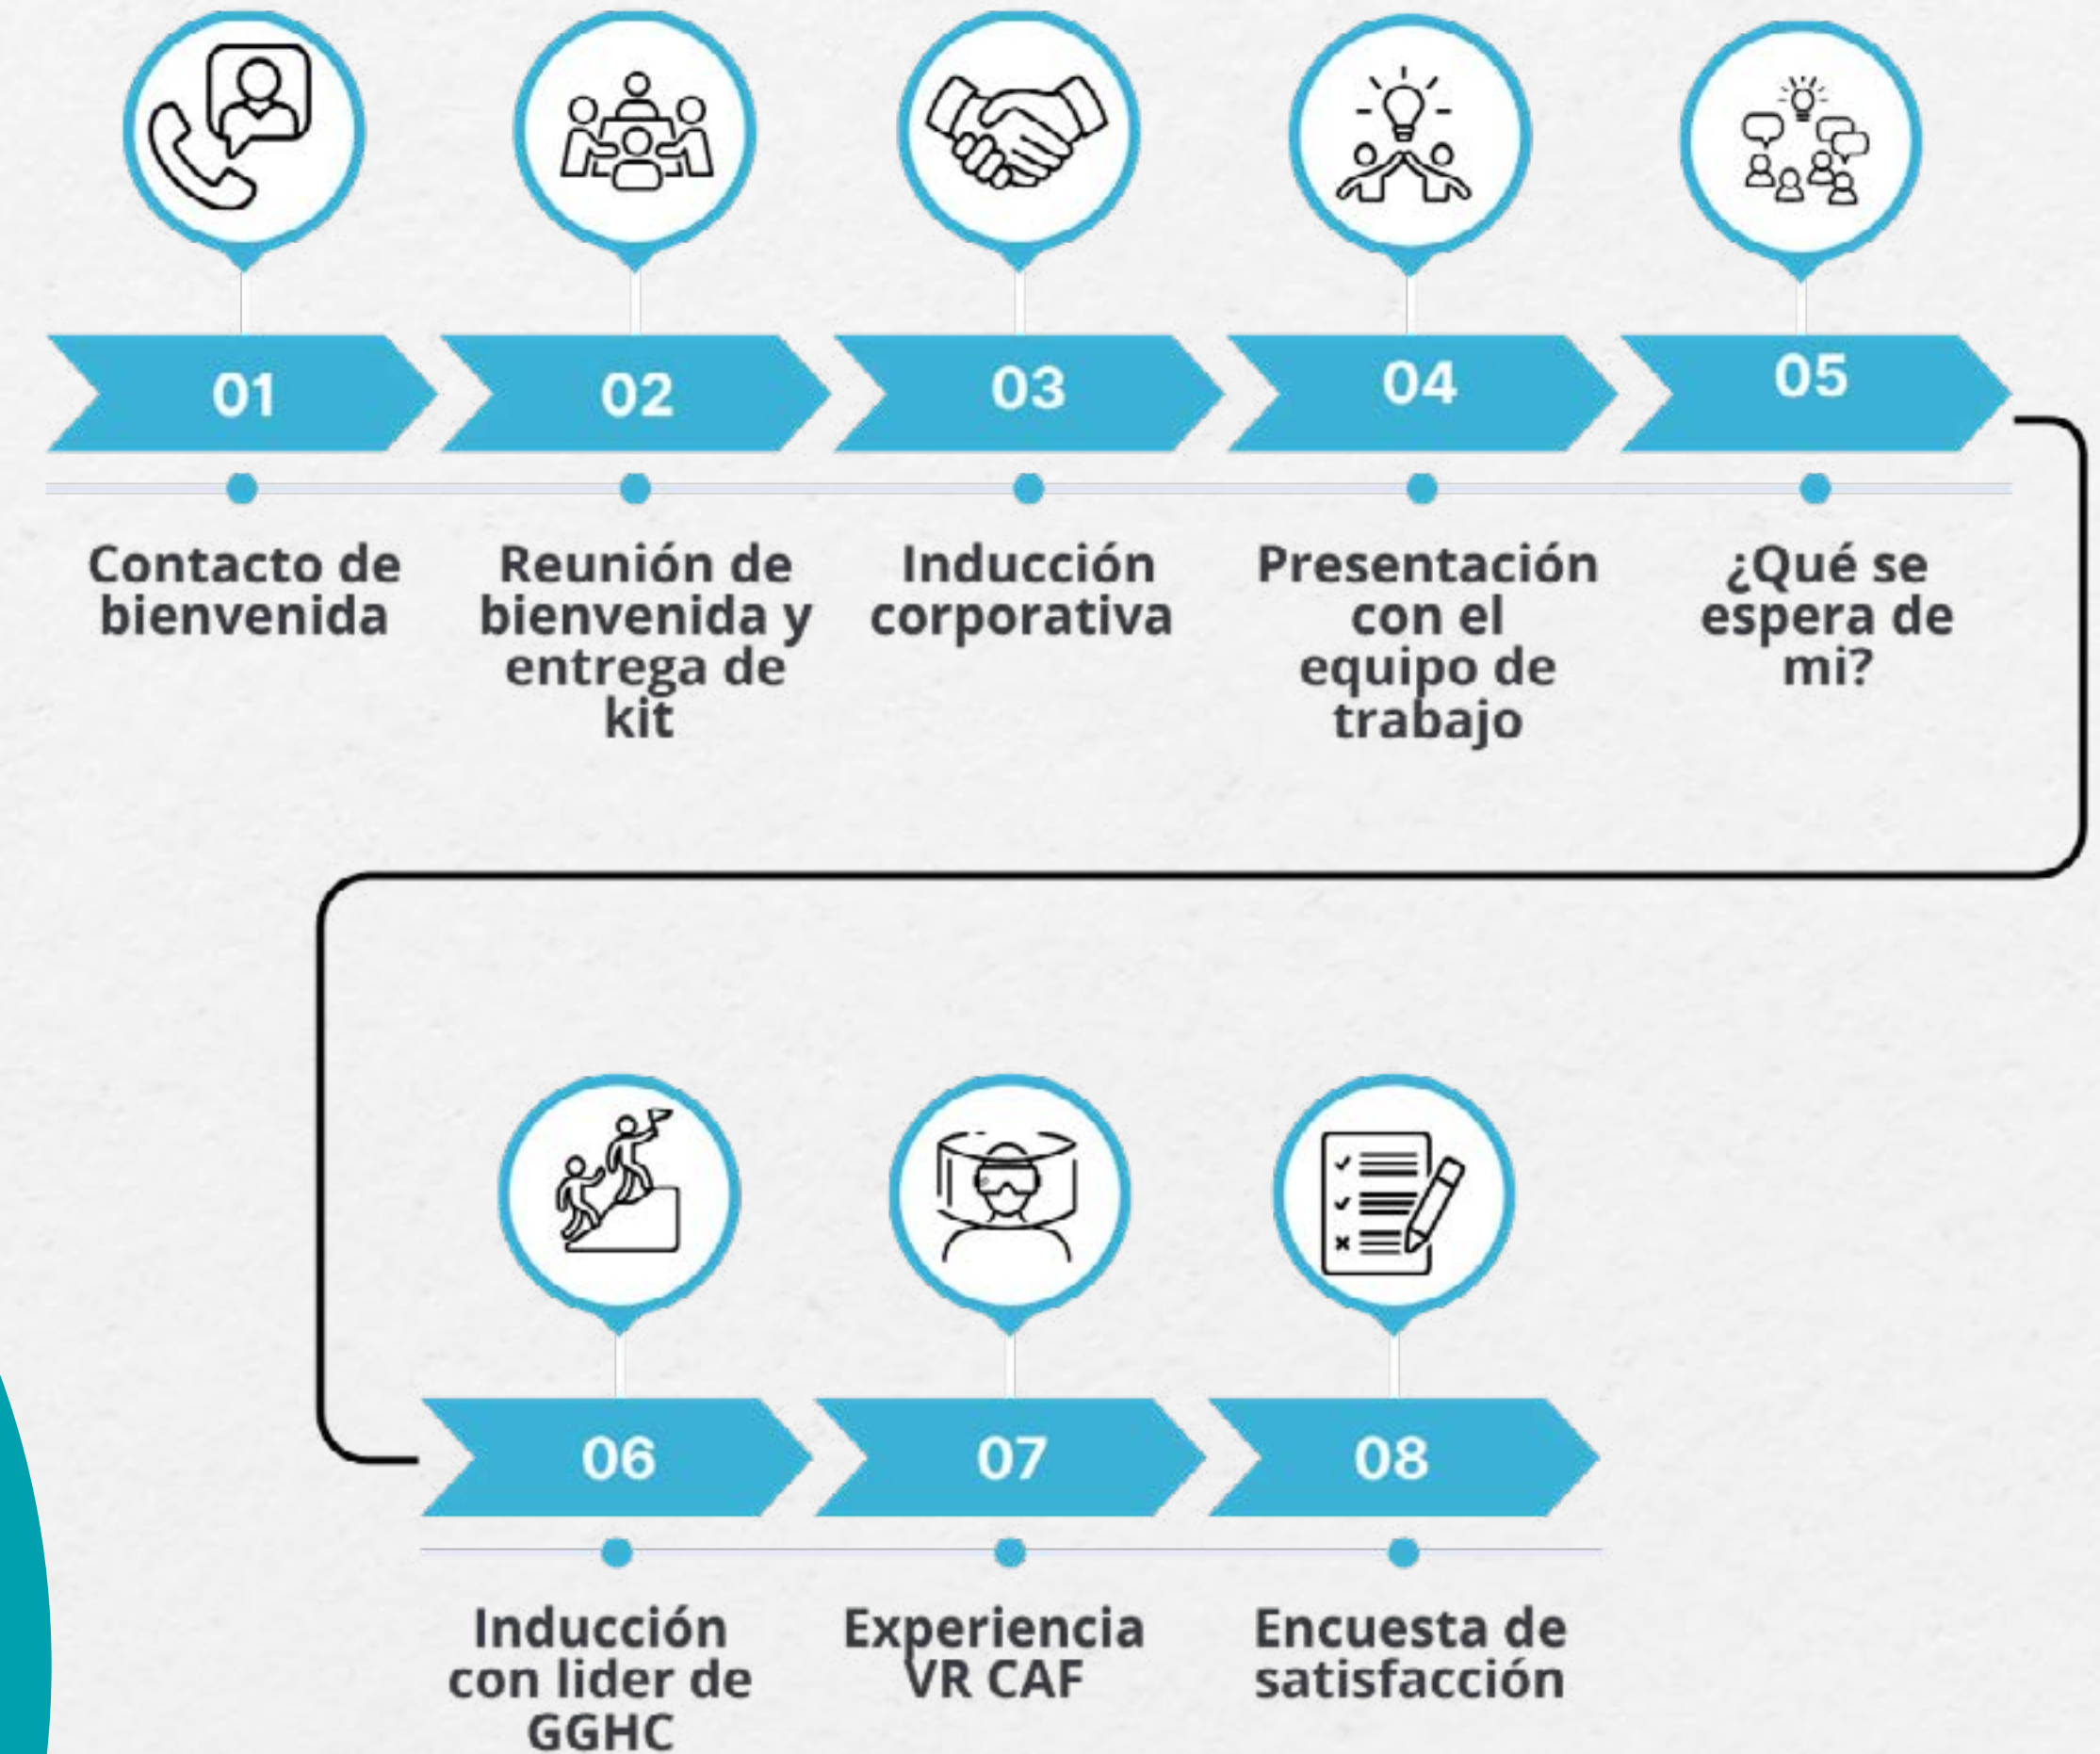 01
02
03
04
05
Contacto de
bienvenida
Reunión de
bienvenida y
entrega de
kit
Inducción
corporativa
Presentación
con el
equipo de
trabajo
¿Qué se
espera de
mi?
06
07
08
Inducción
con lider de
GGHC
Experiencia
VR CAF
Encuesta de
satisfacción